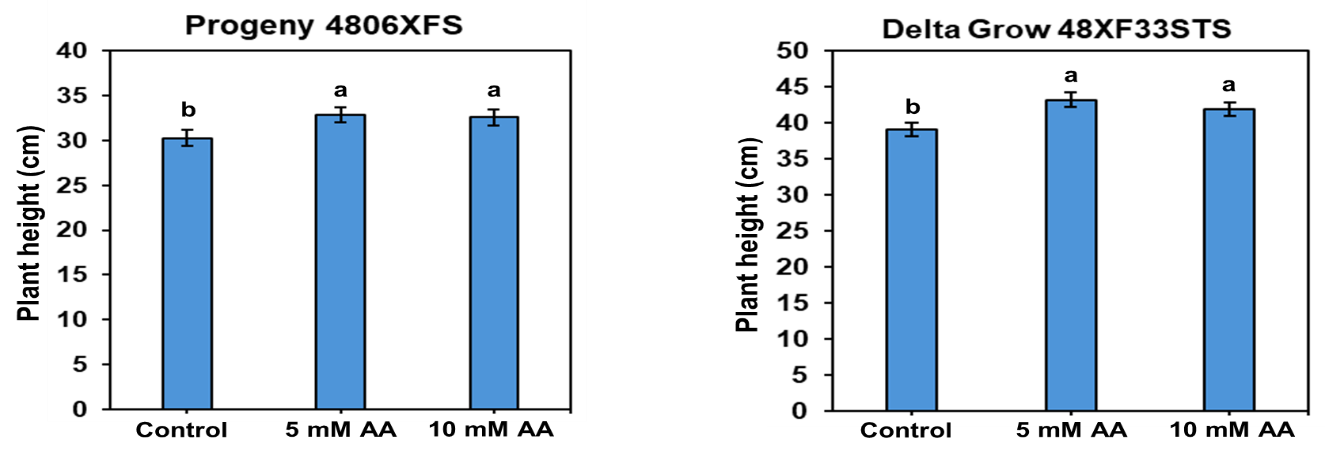 Progeny 4806XFS
Plant height (cm)
40
35
30
25
20
15
10
5
0
b
a
a
Control
5 mM AA
10 mM AA
Delta Grow 48XF33STS
Plant height (cm)
50
45
40
35
30
25
20
15
10
5
0
b
a
a
Control
5 mM AA
10 mM AA